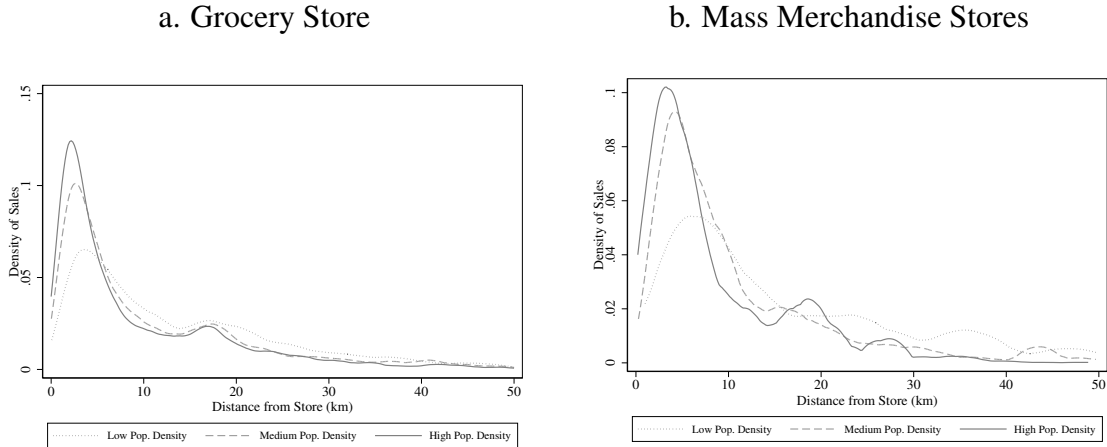 a. Grocery Store
.15
.1
.05
0
Density of Sales
0 10 20 30 40 50
Distance from Store (km)
Low Pop. Density Medium Pop. Density High Pop. Density
b. Mass Merchandise Stores
.1
.08
.06
.04
.02
0
Density of Sales
0 10 20 30 40 50
Distance from Store (km)
Low Pop. Density Medium Pop. Density High Pop. Density